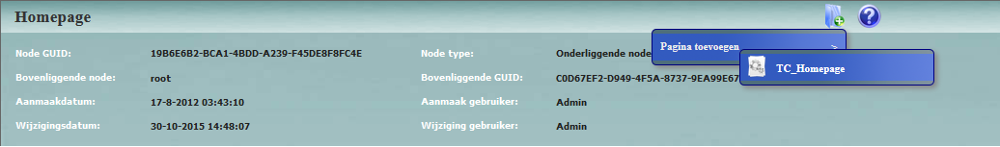 Homepage
Node GUID: 19B6E6B2-BCA1-4BDD-A239-F45DE8F8FC4E Node type: Onderliggende node
Pagina toevoegen >
TC_Homepage
Bovenliggende node: root Bovenliggende GUID: C0D67EF2-D949-4F5A-8737-9EA99E67
Aanmaakdatum: 17-8-2012 03:43:10 Aanmaak gebruiker: Admin
Wijzigingsdatum: 30-10-2015 14:48:07 Wijziging gebruiker: Admin